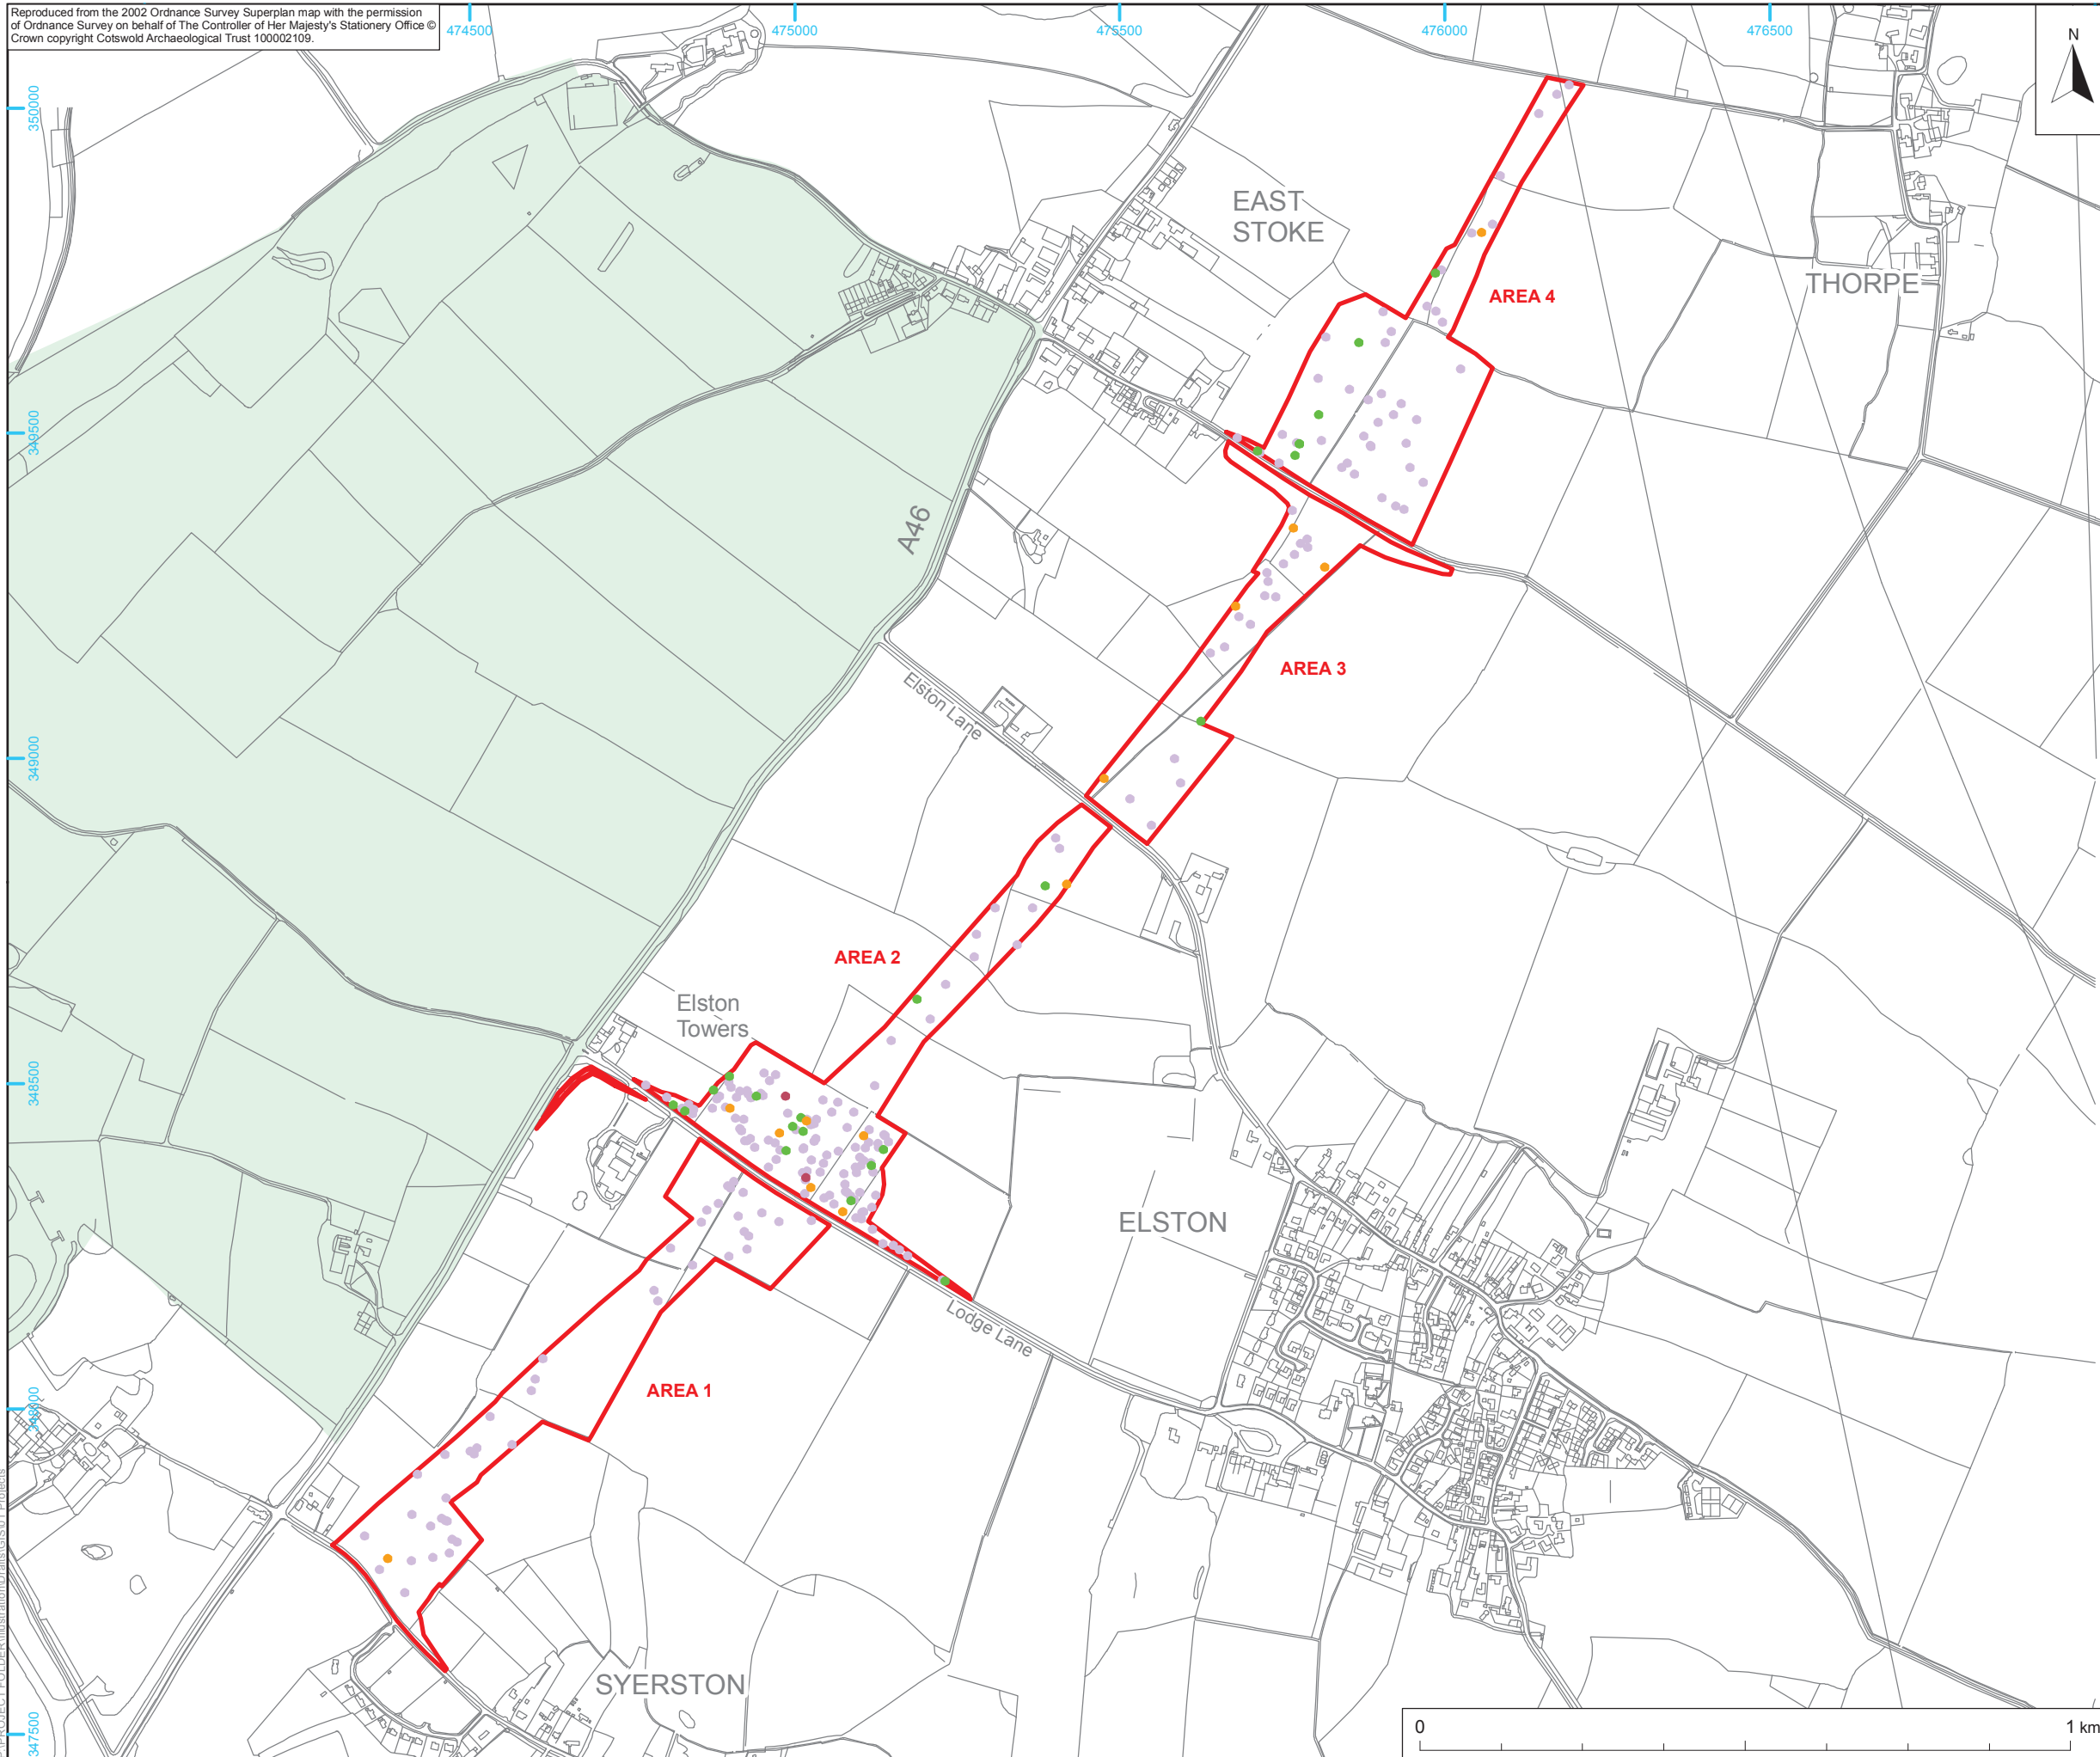 Reproduced from the 2002 Ordnance Survey Superplan map with the permission
of Ordnance Survey on behalf of The Controller of Her Majesty's Stationery Office ©
Crown copyright Cotswold Archaeological Trust 100002109.
474500
475000
475500
476000
476500
N
350000
EAST
STOKE
THORPE
AREA 4
349500
A46
AREA 3
Elston Lane
349000
AREA 2
Elston
Towers
348500
ELSTON
Lodge Lane
AREA 1
348000
SYERSTON
347500
0
1 km